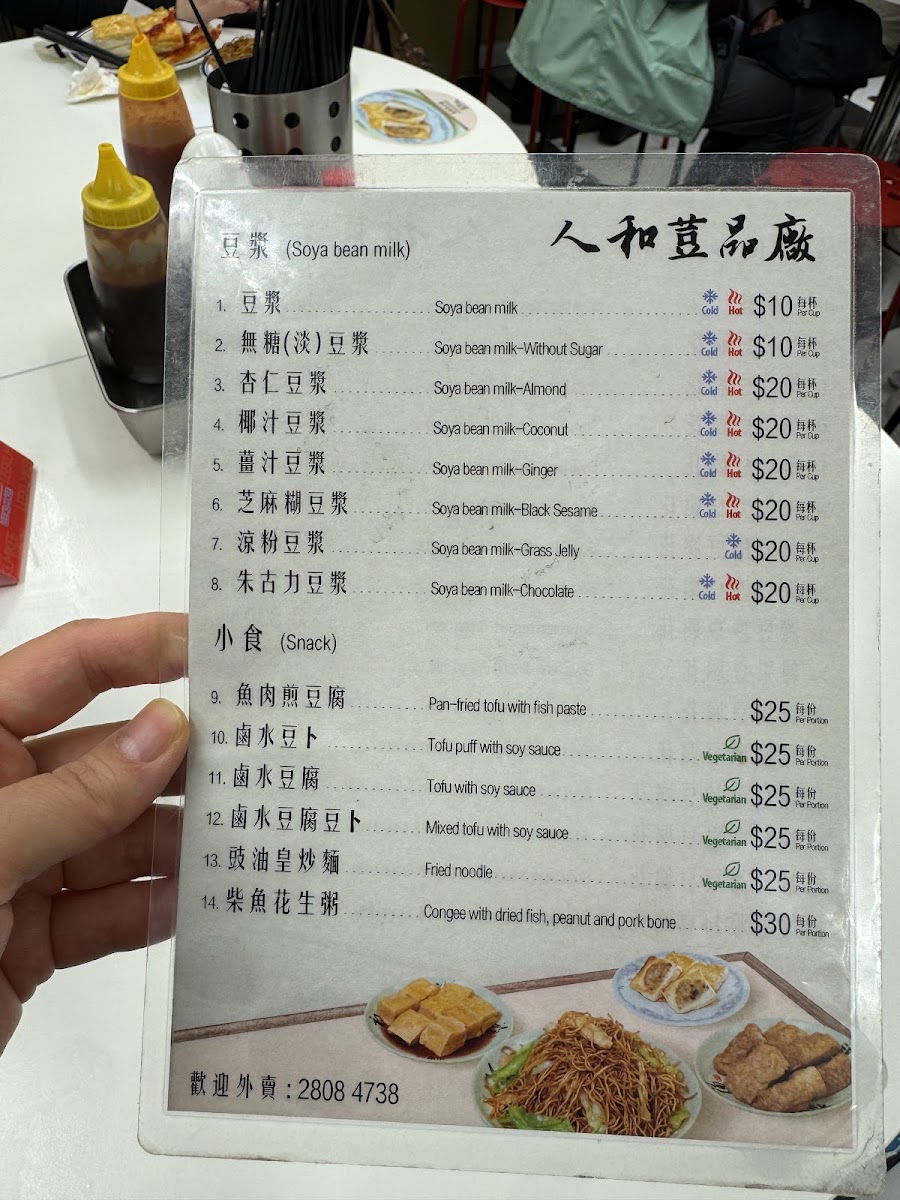 人和荳品廠
豆漿 (Soya bean milk)
1. 豆漿 Soya bean milk Cold Hot $10 每杯 Per Cup
2. 無糖(淡)豆漿 Soya bean milk-Without Sugar Cold Hot $10 每杯 Per Cup
3. 杏仁豆漿 Soya bean milk-Almond Cold Hot $20 每杯 Per Cup
4. 椰汁豆漿 Soya bean milk-Coconut Cold Hot $20 每杯 Per Cup
5. 薑汁豆漿 Soya bean milk-Ginger Cold Hot $20 每杯 Per Cup
6. 芝麻糊豆漿 Soya bean milk-Black Sesame Cold Hot $20 每杯 Per Cup
7. 涼粉豆漿 Soya bean milk-Grass Jelly Cold $20 每杯 Per Cup
8. 朱古力豆漿 Soya bean milk-Chocolate Cold Hot $20 每杯 Per Cup
小食 (Snack)
9. 魚肉煎豆腐 Pan-fried tofu with fish paste $25 每份 Per Portion
10. 鹵水豆卜 Tofu puff with soy sauce Vegetarian $25 每份 Per Portion
11. 鹵水豆腐 Tofu with soy sauce Vegetarian $25 每份 Per Portion
12. 鹵水豆腐豆卜 Mixed tofu with soy sauce Vegetarian $25 每份 Per Portion
13. 豉油皇炒麵 Fried noodle Vegetarian $25 每份 Per Portion
14. 柴魚花生粥 Congee with dried fish, peanut and pork bone $30 每份 Per Portion
歡迎外賣 : 2808 4738